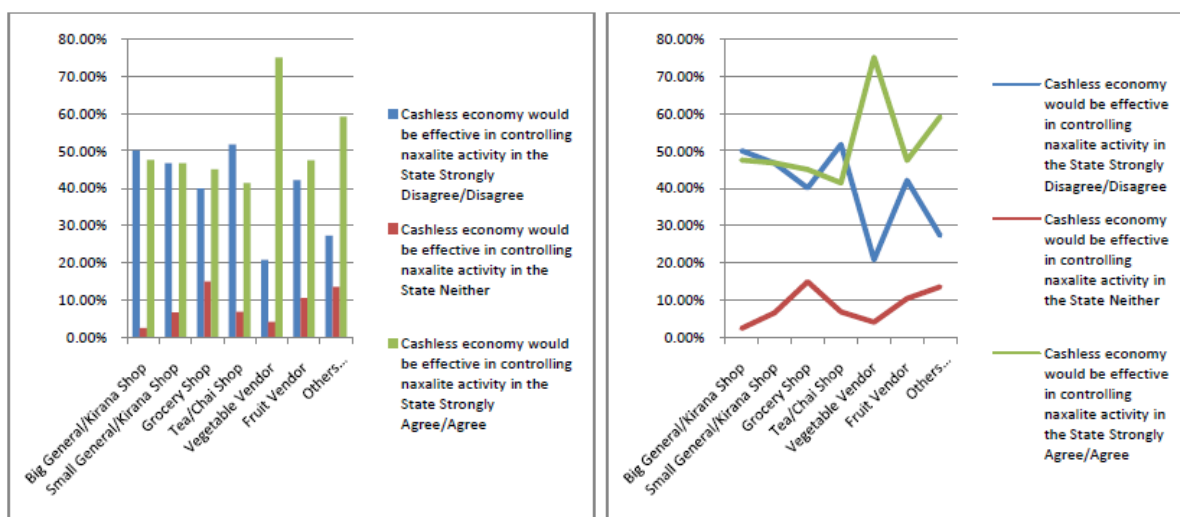 80.00%
70.00%
60.00%
50.00%
40.00%
30.00%
20.00%
10.00%
0.00%
Big General/Kirana Shop
Small General/Kirana Shop
Grocery Shop
Tea/Chai Shop
Vegetable Vendor
Fruit Vendor
Others...
Cashless economy would
be effective in controlling
naxalite activity in the
State Strongly
Disagree/Disagree
Cashless economy would
be effective in controlling
naxalite activity in the
State Neither
Cashless economy would
be effective in controlling
naxalite activity in the
State Strongly
Agree/Agree
80.00%
70.00%
60.00%
50.00%
40.00%
30.00%
20.00%
10.00%
0.00%
Big General/Kirana Shop
Small General/Kirana Shop
Grocery Shop
Tea/Chai Shop
Vegetable Vendor
Fruit Vendor
Others...
Cashless economy
would be effective
in controlling
naxalite activity in
the State Strongly
Disagree/Disagree
Cashless economy
would be effective
in controlling
naxalite activity in
the State Neither
Cashless economy
would be effective
in controlling
naxalite activity in
the State Strongly
Agree/Agree